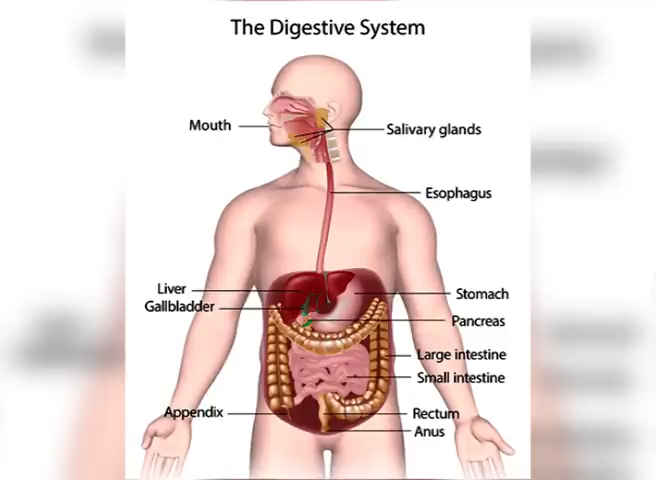 The Digestive System
Mouth
Salivary glands
Esophagus
Liver
Stomach
Gallbladder
Pancreas
Large intestine
Small intestine
Appendix
Rectum
Anus